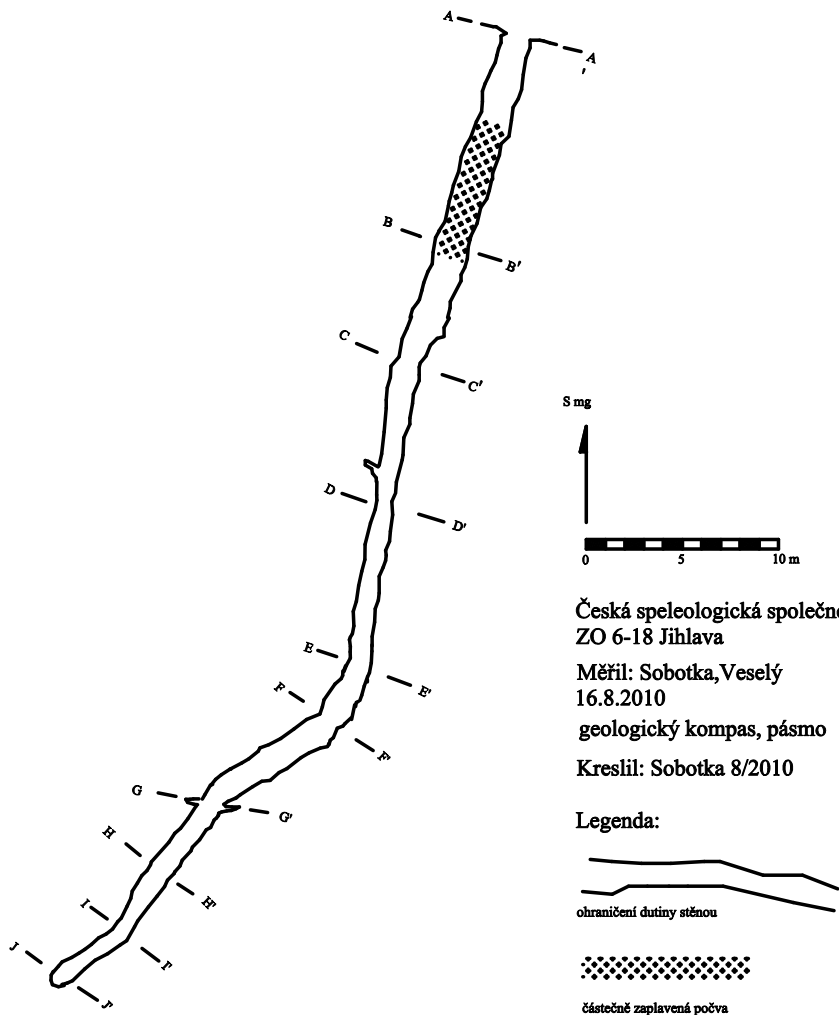 A
A
'
B
B'
C
C'
S mg
D
D'
0 5 10 m
Česká speleologická společno
ZO 6-18 Jihlava
E
Měřil: Sobotka,Veselý
E'
F
16.8.2010
geologický kompas, pásmo
F'
Kreslil: Sobotka 8/2010
G
G'
Legenda:
H
H'
I
ohraničení dutiny stěnou
J
I'
J'
částečně zaplavená počva